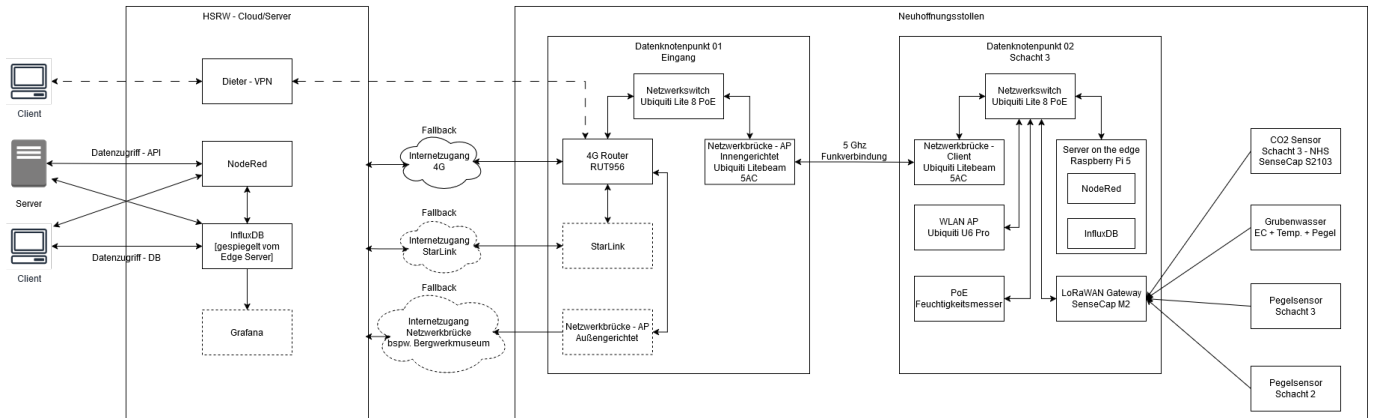 HSRW - Cloud/Server
Neuhoffnungsstollen
Client
Dieter - VPN
Server
Datenzugriff - API
NodeRed
Client
Datenzugriff - DB
InfluxDB
[gespiegelt vom
Edge Server]
Grafana
Fallback
Internetzugang
4G
Fallback
Internetzugang
StarLink
Fallback
Internetzugang
Netzwerkbrücke
bspw. Bergwerkmuseum
Datenknotenpunkt 01
Eingang
Netzwerkswitch
Ubiquiti Lite 8 PoE
4G Router
RUT956
Netzwerkbrücke - AP
Innengerichtet
Ubiquiti Litebeam
5AC
StarLink
Netzwerkbrücke - AP
Außengerichtet
5 Ghz
Funkverbindung
Datenknotenpunkt 02
Schacht 3
Netzwerkswitch
Ubiquiti Lite 8 PoE
Netzwerkbrücke -
Client
Ubiquiti Litebeam
5AC
Server on the edge
Raspberry Pi 5
NodeRed
InfluxDB
WLAN AP
Ubiquiti U6 Pro
PoE
Feuchtigkeitsmesser
LoRaWAN Gateway
SenseCap M2
CO2 Sensor
Schacht 3 - NHS
SenseCap S2103
Grubenwasser
EC + Temp. + Pegel
Pegelsensor
Schacht 3
Pegelsensor
Schacht 2